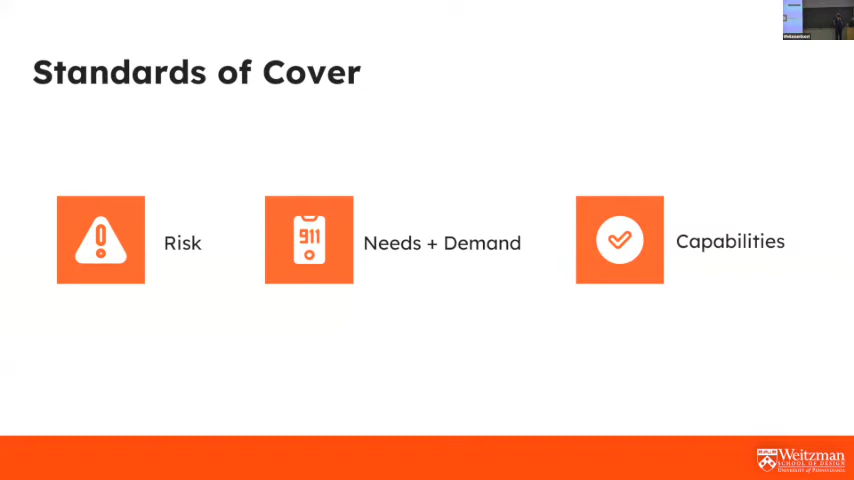 Standards of Cover
Risk
911
Needs + Demand
Capabilities
Weitzman
SCHOOL OF DESIGN
UNIVERSITY of PENNSYLVANIA